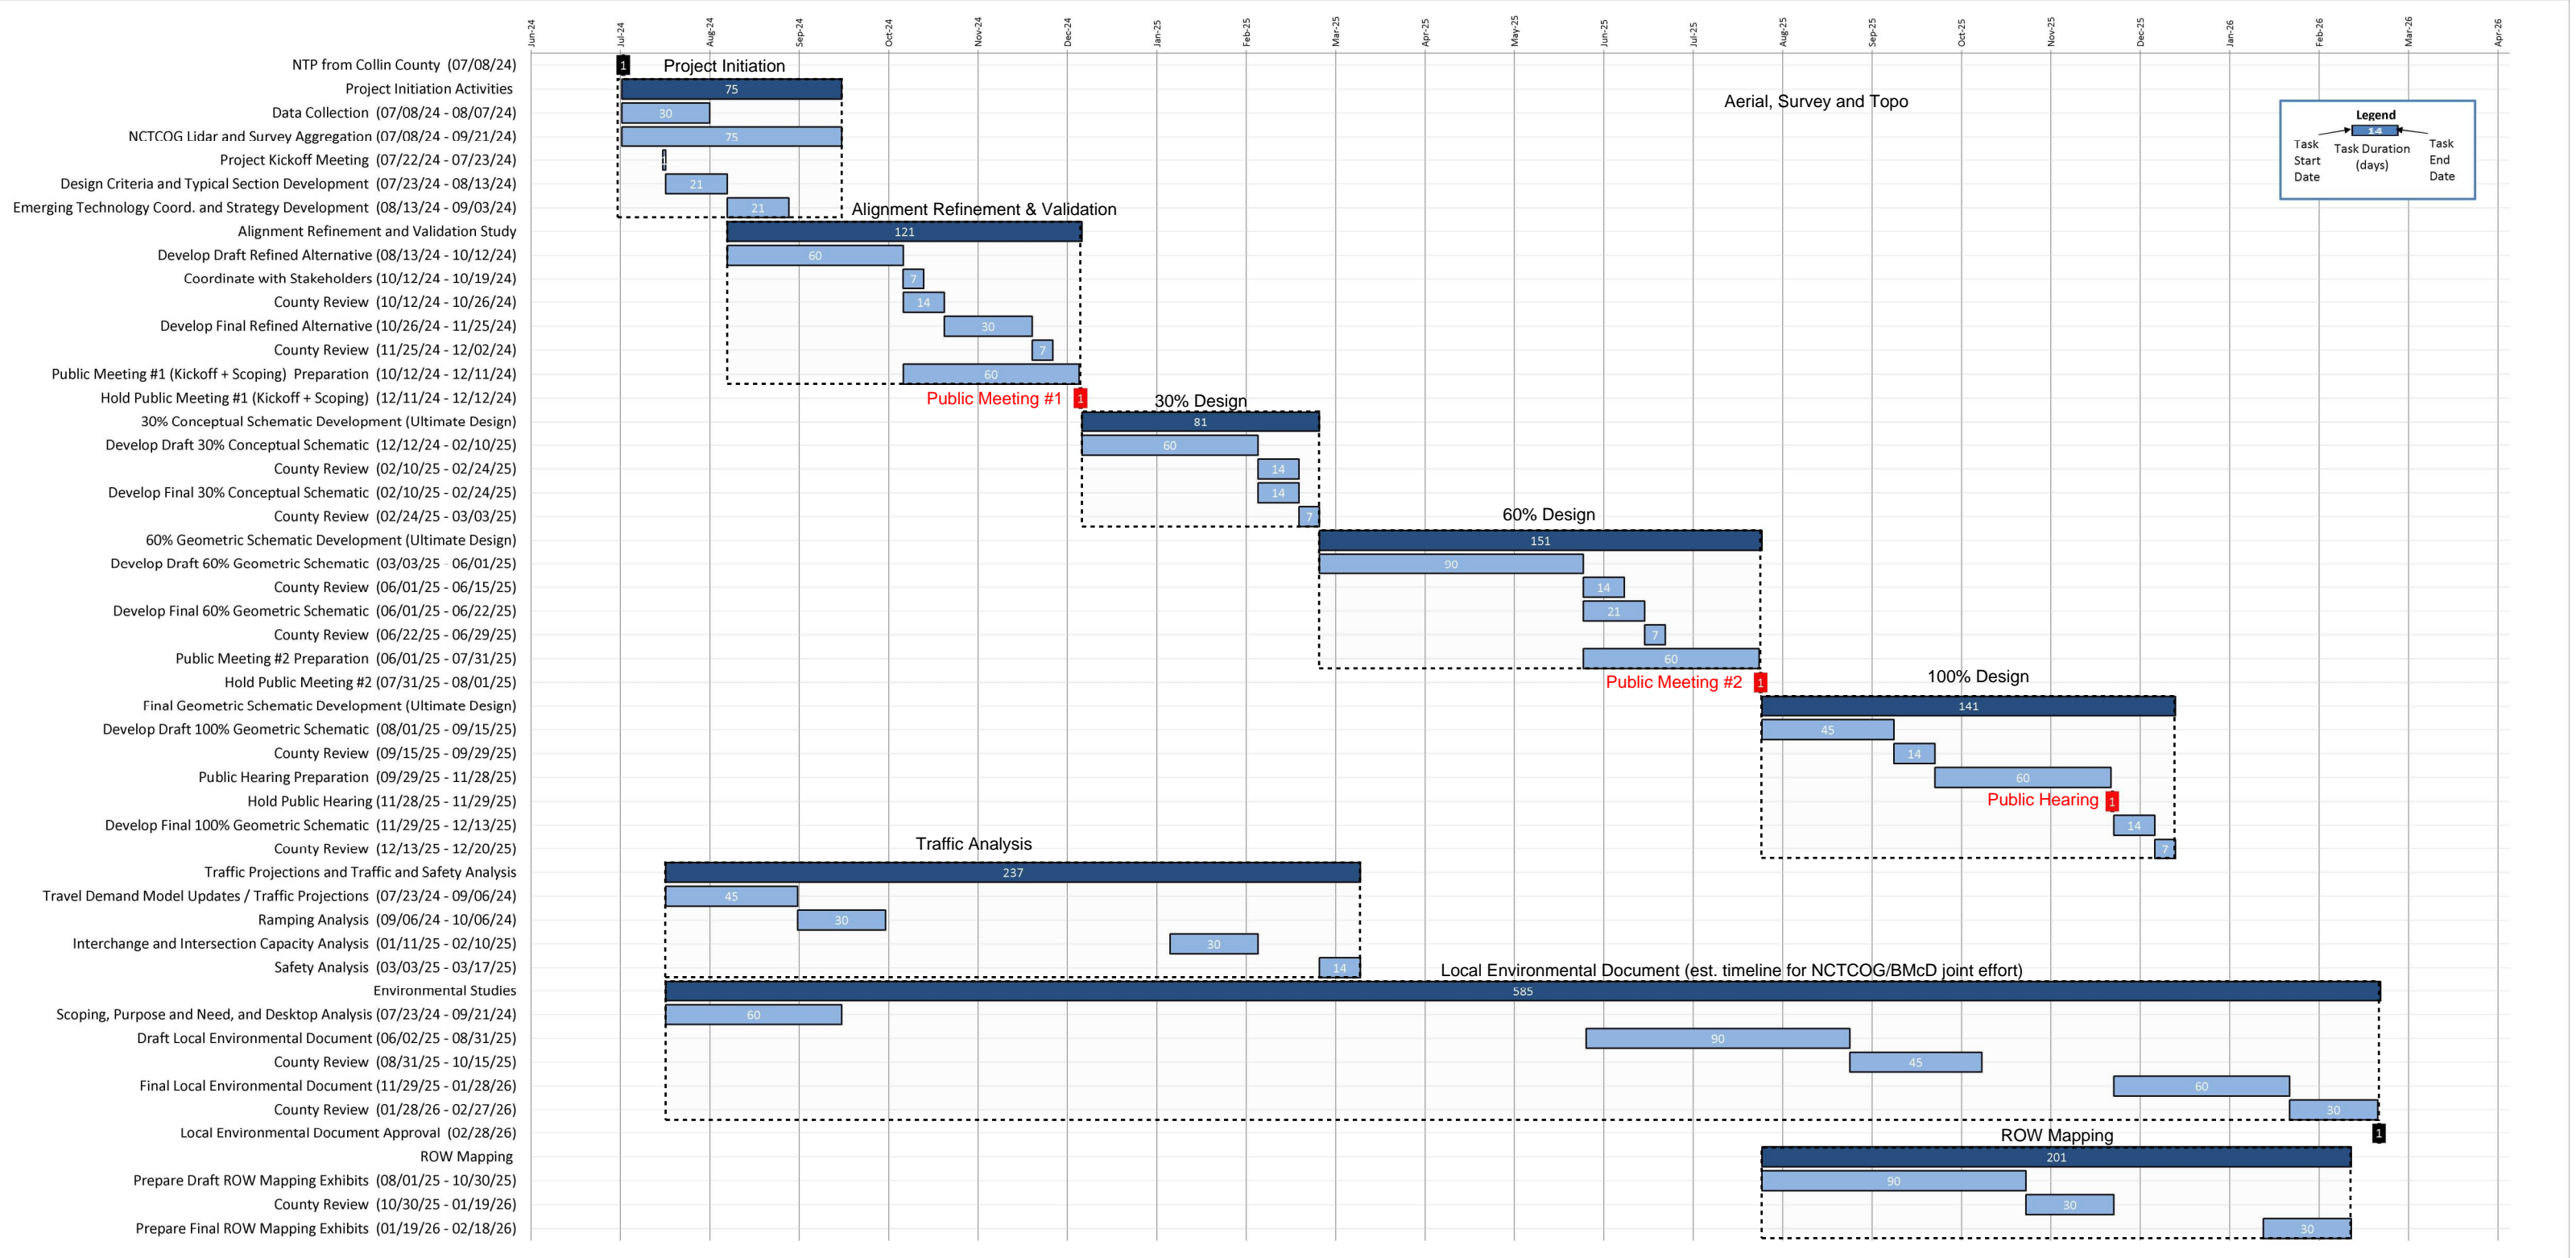 Jun-24 Jul-24 Aug-24 Sep-24 Oct-24 Nov-24 Dec-24 Jan-25 Feb-25 Mar-25 Apr-25 May-25 Jun-25 Jul-25 Aug-25 Sep-25 Oct-25 Nov-25 Dec-25 Jan-26 Feb-26 Mar-26 Apr-26
NTP from Collin County (07/08/24) 1 Project Initiation
Project Initiation Activities 75
Aerial, Survey and Topo
Legend
14
Task Start Date
Task Duration (days)
Task End Date
Data Collection (07/08/24 - 08/07/24) 30
NCTCOG Lidar and Survey Aggregation (07/08/24 - 09/21/24) 75
Project Kickoff Meeting (07/22/24 - 07/23/24)
Design Criteria and Typical Section Development (07/23/24 - 08/13/24) 21
Emerging Technology Coord. and Strategy Development (08/13/24 - 09/03/24) 21
Alignment Refinement & Validation
Alignment Refinement and Validation Study 121
Develop Draft Refined Alternative (08/13/24 - 10/12/24) 60
Coordinate with Stakeholders (10/12/24 - 10/19/24) 7
County Review (10/12/24 - 10/26/24) 14
Develop Final Refined Alternative (10/26/24 - 11/25/24) 30
County Review (11/25/24 - 12/02/24) 7
Public Meeting #1 (Kickoff + Scoping) Preparation (10/12/24 - 12/11/24) 60
Hold Public Meeting #1 (Kickoff + Scoping) (12/11/24 - 12/12/24) Public Meeting #1 1
30% Design
30% Conceptual Schematic Development (Ultimate Design) 81
Develop Draft 30% Conceptual Schematic (12/12/24 - 02/10/25) 60
County Review (02/10/25 - 02/24/25) 14
Develop Final 30% Conceptual Schematic (02/10/25 - 02/24/25) 14
County Review (02/24/25 - 03/03/25) 7
60% Design
60% Geometric Schematic Development (Ultimate Design) 151
Develop Draft 60% Geometric Schematic (03/03/25 - 06/01/25) 90
County Review (06/01/25 - 06/15/25) 14
Develop Final 60% Geometric Schematic (06/01/25 - 06/22/25) 21
County Review (06/22/25 - 06/29/25) 7
Public Meeting #2 Preparation (06/01/25 - 07/31/25) 60
Hold Public Meeting #2 (07/31/25 - 08/01/25) Public Meeting #2 1
100% Design
Final Geometric Schematic Development (Ultimate Design) 141
Develop Draft 100% Geometric Schematic (08/01/25 - 09/15/25) 45
County Review (09/15/25 - 09/29/25) 14
Public Hearing Preparation (09/29/25 - 11/28/25) 60
Hold Public Hearing (11/28/25 - 11/29/25) Public Hearing 1
Develop Final 100% Geometric Schematic (11/29/25 - 12/13/25) 14
County Review (12/13/25 - 12/20/25) 7
Traffic Analysis
Traffic Projections and Traffic and Safety Analysis 237
Travel Demand Model Updates / Traffic Projections (07/23/24 - 09/06/24) 45
Ramping Analysis (09/06/24 - 10/06/24) 30
Interchange and Intersection Capacity Analysis (01/11/25 - 02/10/25) 30
Safety Analysis (03/03/25 - 03/17/25) 14
Local Environmental Document (est. timeline for NCTCOG/BMcD joint effort)
Environmental Studies 585
Scoping, Purpose and Need, and Desktop Analysis (07/23/24 - 09/21/24) 60
Draft Local Environmental Document (06/02/25 - 08/31/25) 90
County Review (08/31/25 - 10/15/25) 45
Final Local Environmental Document (11/29/25 - 01/28/26) 60
County Review (01/28/26 - 02/27/26) 30
Local Environmental Document Approval (02/28/26) 1
ROW Mapping
ROW Mapping 201
Prepare Draft ROW Mapping Exhibits (08/01/25 - 10/30/25) 90
County Review (10/30/25 - 01/19/26) 30
Prepare Final ROW Mapping Exhibits (01/19/26 - 02/18/26) 30